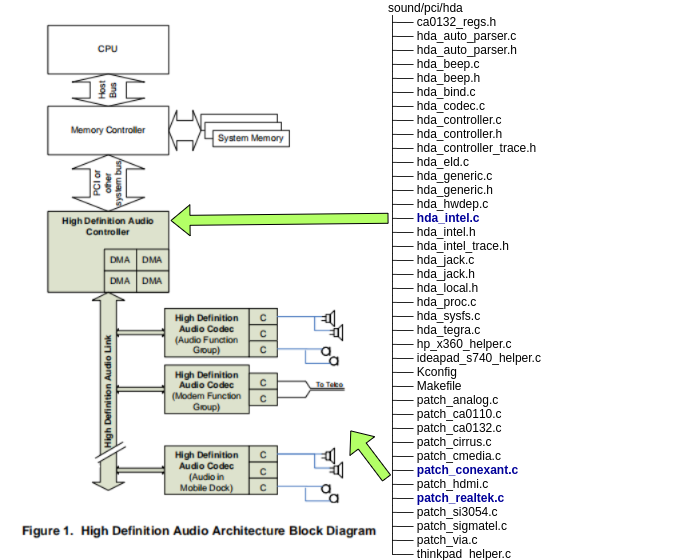 CPU
Host
Bus
Memory Controller
System Memory
PCI or
other
system bus
High Definition Audio
Controller
DMA DMA
DMA DMA
High Definition Audio Link
High Definition
Audio Codec
(Audio Function
Group)
C
C
C
High Definition
Audio Codec
(Modem Function
Group)
C
C
To Telco
High Definition
Audio Codec
(Audio in
Mobile Dock)
C
C
C
Figure 1. High Definition Audio Architecture Block Diagram
sound/pci/hda
ca0132_regs.h
hda_auto_parser.c
hda_auto_parser.h
hda_beep.c
hda_beep.h
hda_bind.c
hda_codec.c
hda_controller.c
hda_controller.h
hda_controller_trace.h
hda_eld.c
hda_generic.c
hda_generic.h
hda_hwdep.c
hda_intel.c
hda_intel.h
hda_intel_trace.h
hda_jack.c
hda_jack.h
hda_local.h
hda_proc.c
hda_sysfs.c
hda_tegra.c
hp_x360_helper.c
ideapad_s740_helper.c
Kconfig
Makefile
patch_analog.c
patch_ca0110.c
patch_ca0132.c
patch_cirrus.c
patch_cmedia.c
patch_conexant.c
patch_hdmi.c
patch_realtek.c
patch_si3054.c
patch_sigmatel.c
patch_via.c
thinkpad_helper.c